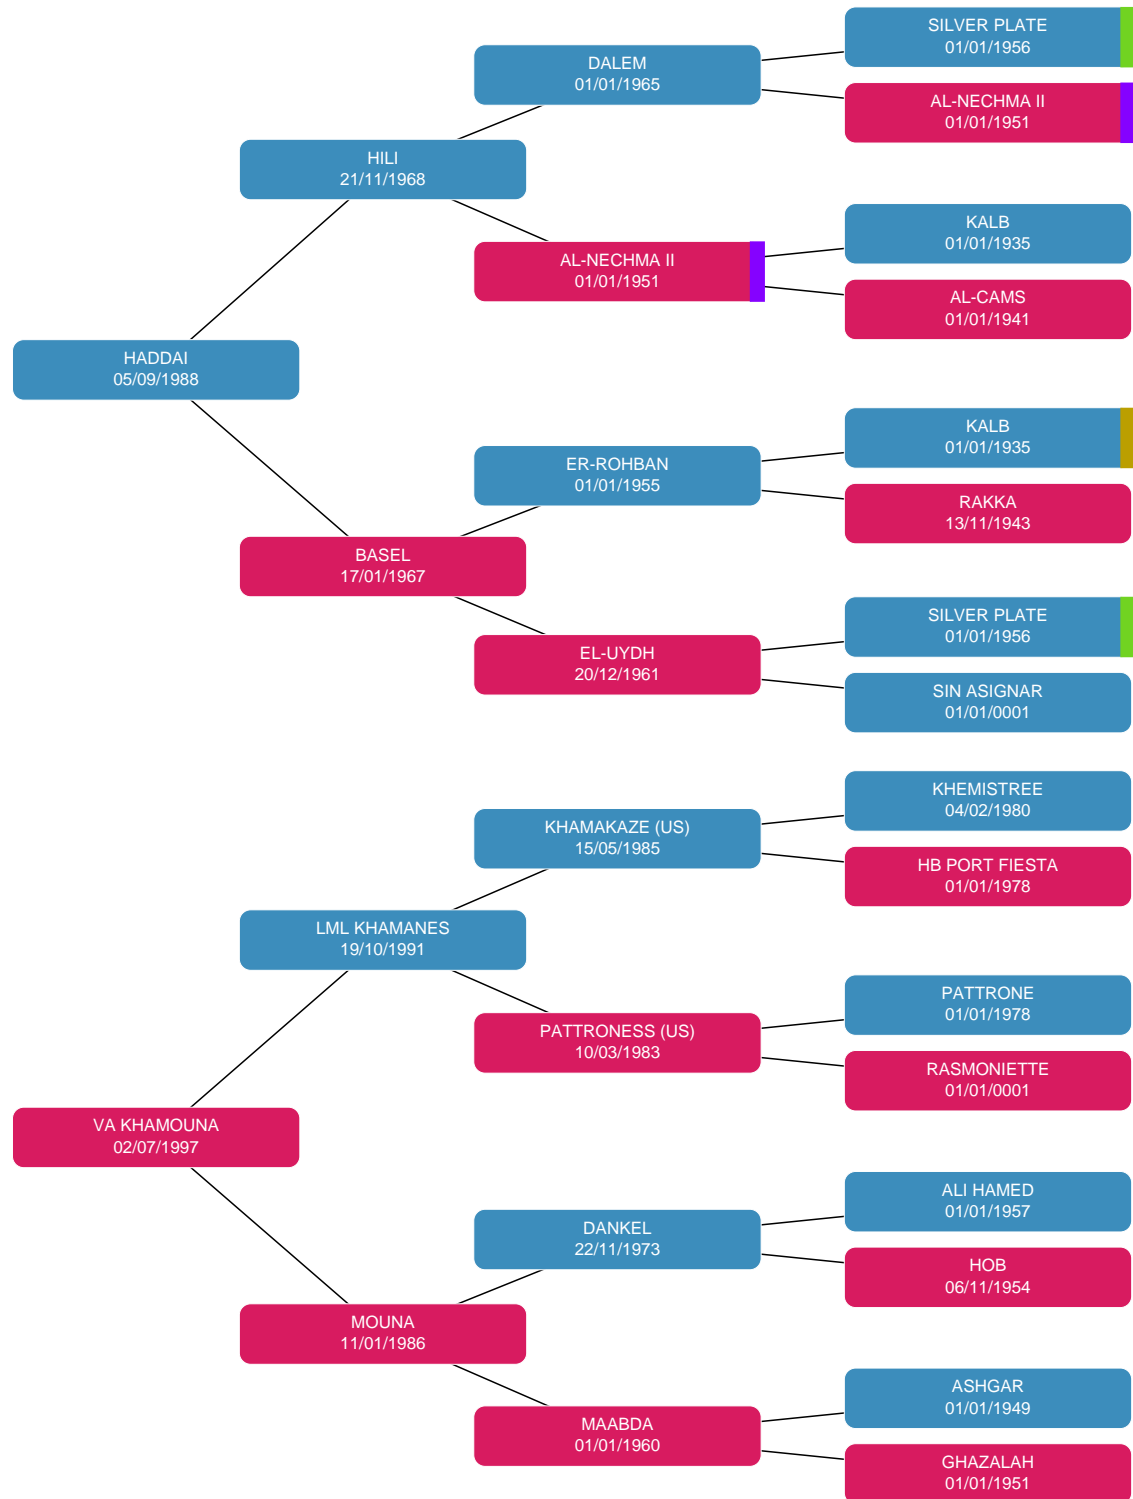 SILVER PLATE
01/01/1956
DALEM
01/01/1965
AL-NECHMA II
01/01/1951
HILI
21/11/1968
KALB
01/01/1935
AL-NECHMA II
01/01/1951
AL-CAMS
01/01/1941
HADDAI
05/09/1988
KALB
01/01/1935
ER-ROHBAN
01/01/1955
RAKKA
13/11/1943
BASEL
17/01/1967
SILVER PLATE
01/01/1956
EL-UYDH
20/12/1961
SIN ASIGNAR
01/01/0001
KHEMISTREE
04/02/1980
KHAMAKAZE (US)
15/05/1985
HB PORT FIESTA
01/01/1978
LML KHAMANES
19/10/1991
PATTRONE
01/01/1978
PATTRONESS (US)
10/03/1983
RASMONIETTE
01/01/0001
VA KHAMOUNA
02/07/1997
ALI HAMED
01/01/1957
DANKEL
22/11/1973
HOB
06/11/1954
MOUNA
11/01/1986
ASHGAR
01/01/1949
MAABDA
01/01/1960
GHAZALAH
01/01/1951